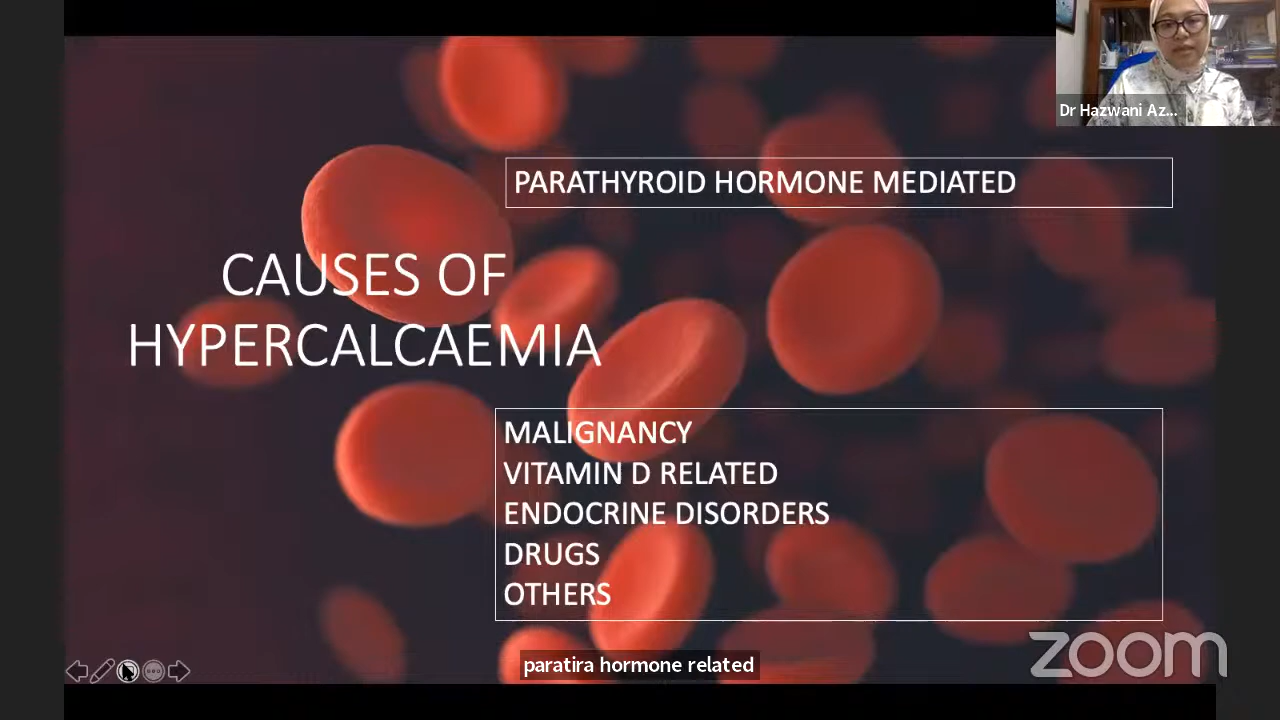 Dr Hazwani Az...
PARATHYROID HORMONE MEDIATED
CAUSES OF
HYPERCALCAEMIA
MALIGNANCY
VITAMIN D RELATED
ENDOCRINE DISORDERS
DRUGS
OTHERS
paratira hormone related
zoom